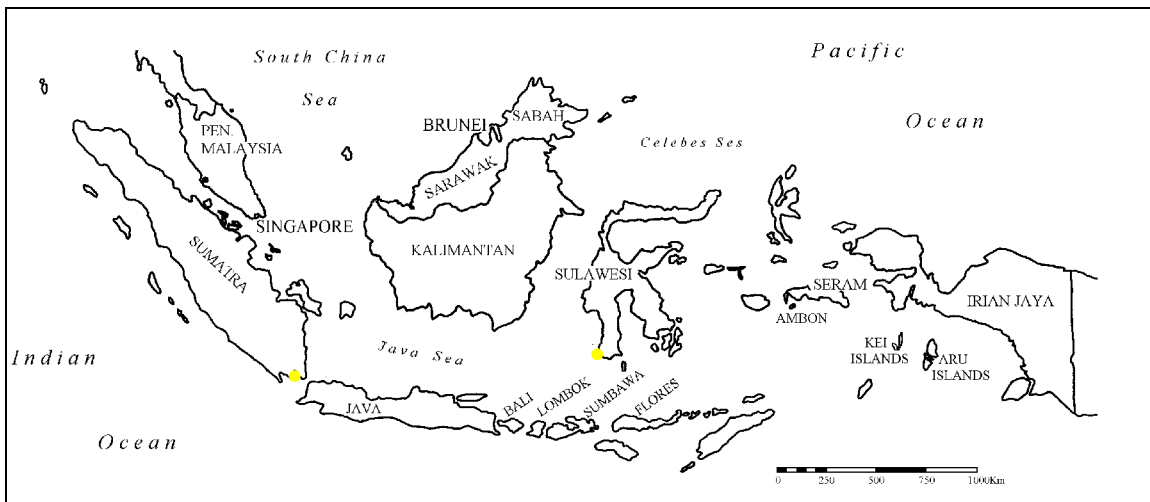 South China
Sea
Pacific
Ocean
PEN.
MALAYSIA
BRUNEI
SABAH
Celebes Ses
SARAWAK
SINGAPORE
KALIMANTAN
SUMATRA
SULAWESI
SERAM
IRIAN JAYA
AMBON
KEI
ISLANDS
ARU
ISLANDS
Indian
Ocean
Java Sea
JAVA
BALI
LOMBOK
SUMBAWA
FLORES
0 250 500 750 1000Km